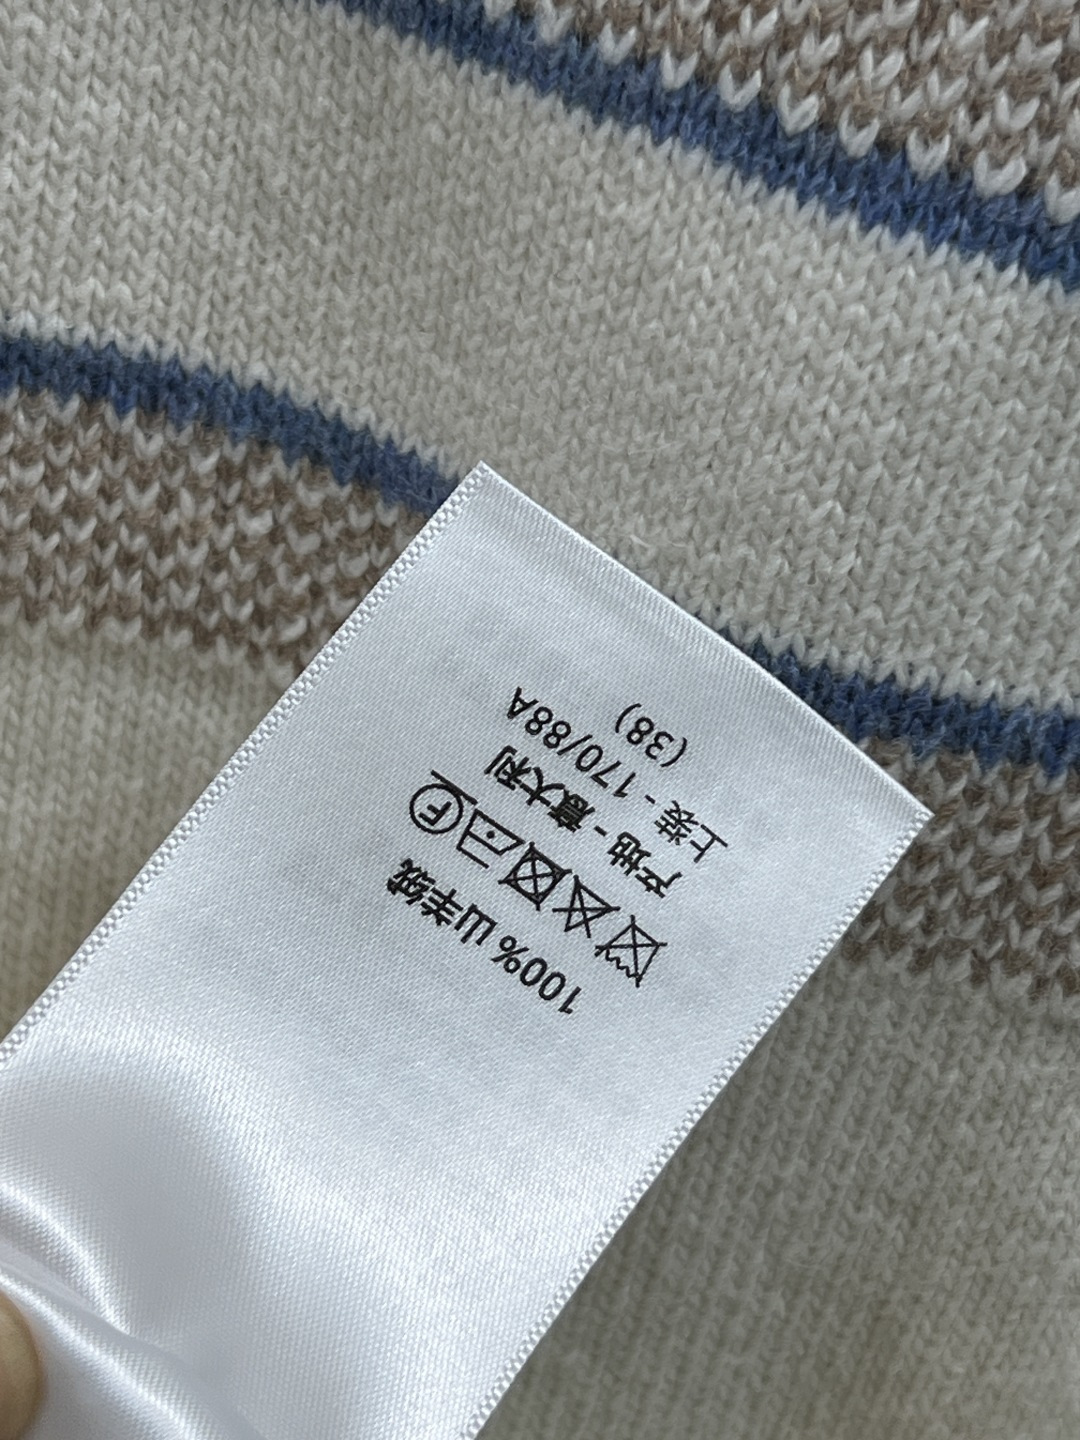 100% 山羊绒
F
产地 - 意大利
上装 - 170/88A
(38)